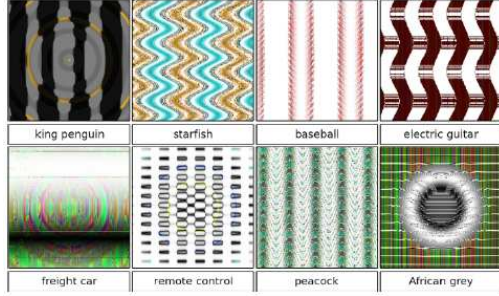 king penguin
starfish
baseball
electric guitar
freight car
remote control
peacock
African grey